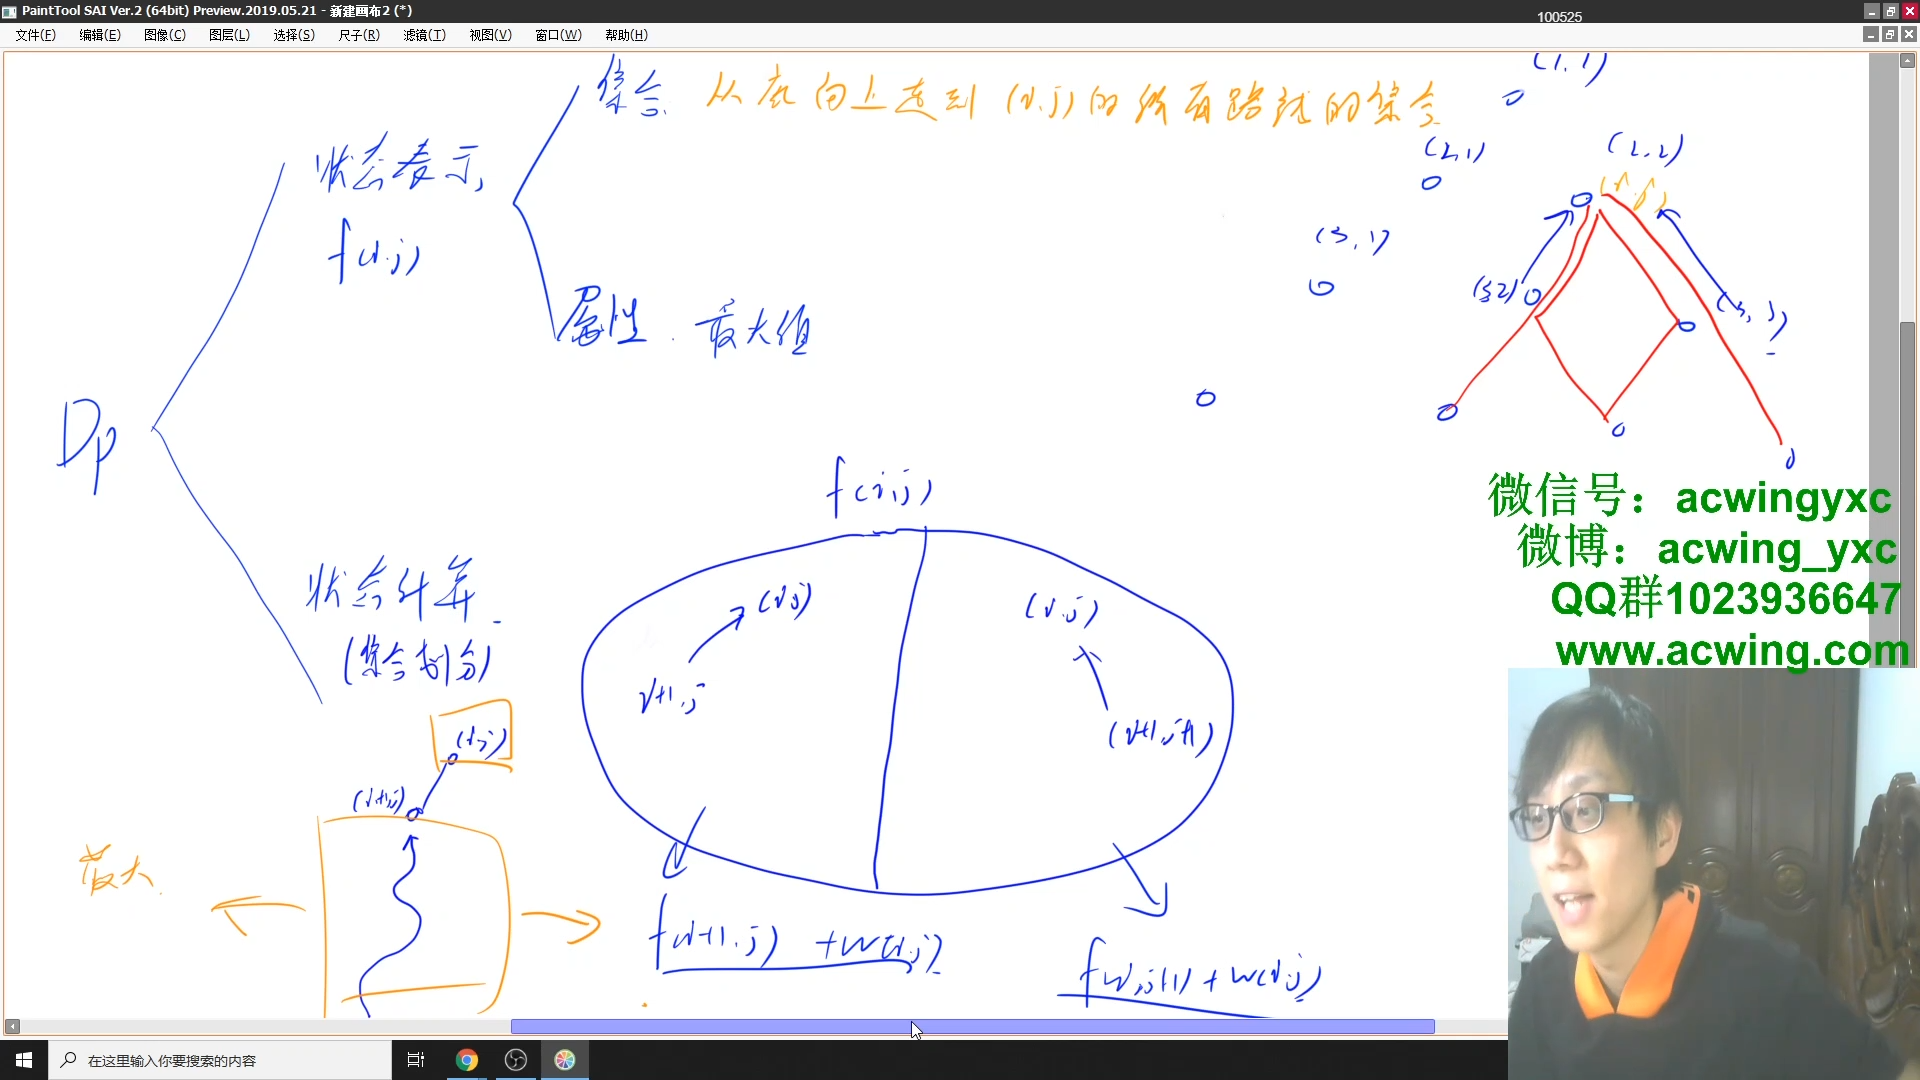 PaintTool SAI Ver.2 (64bit) Preview.2019.05.21 - 新建画布2 (*)
100525
文件(F) 编辑(E) 图像(C) 图层(L) 选择(S) 尺子(R) 滤镜(T) 视图(V) 窗口(W) 帮助(H)
(1,1)
集合 从底向上走到(i,j)的所有路线的集合
(2,1)
(2,2)
状态表示
(i,j)
f(i,j)
(3,1)
(3,2)
(3,3)
属性 最大值
Dp
f(i,j)
微信号：acwingyxc
微博：acwing_yxc
QQ群1023936647
www.acwing.com
状态计算
(集合划分)
(i,j)
(i,j)
i+1,j
(i+1,j+1)
(i,j)
(i+1,j)
最大
f(i+1,j) +w(i,j)
+w(i,j)
在这里输入你要搜索的内容